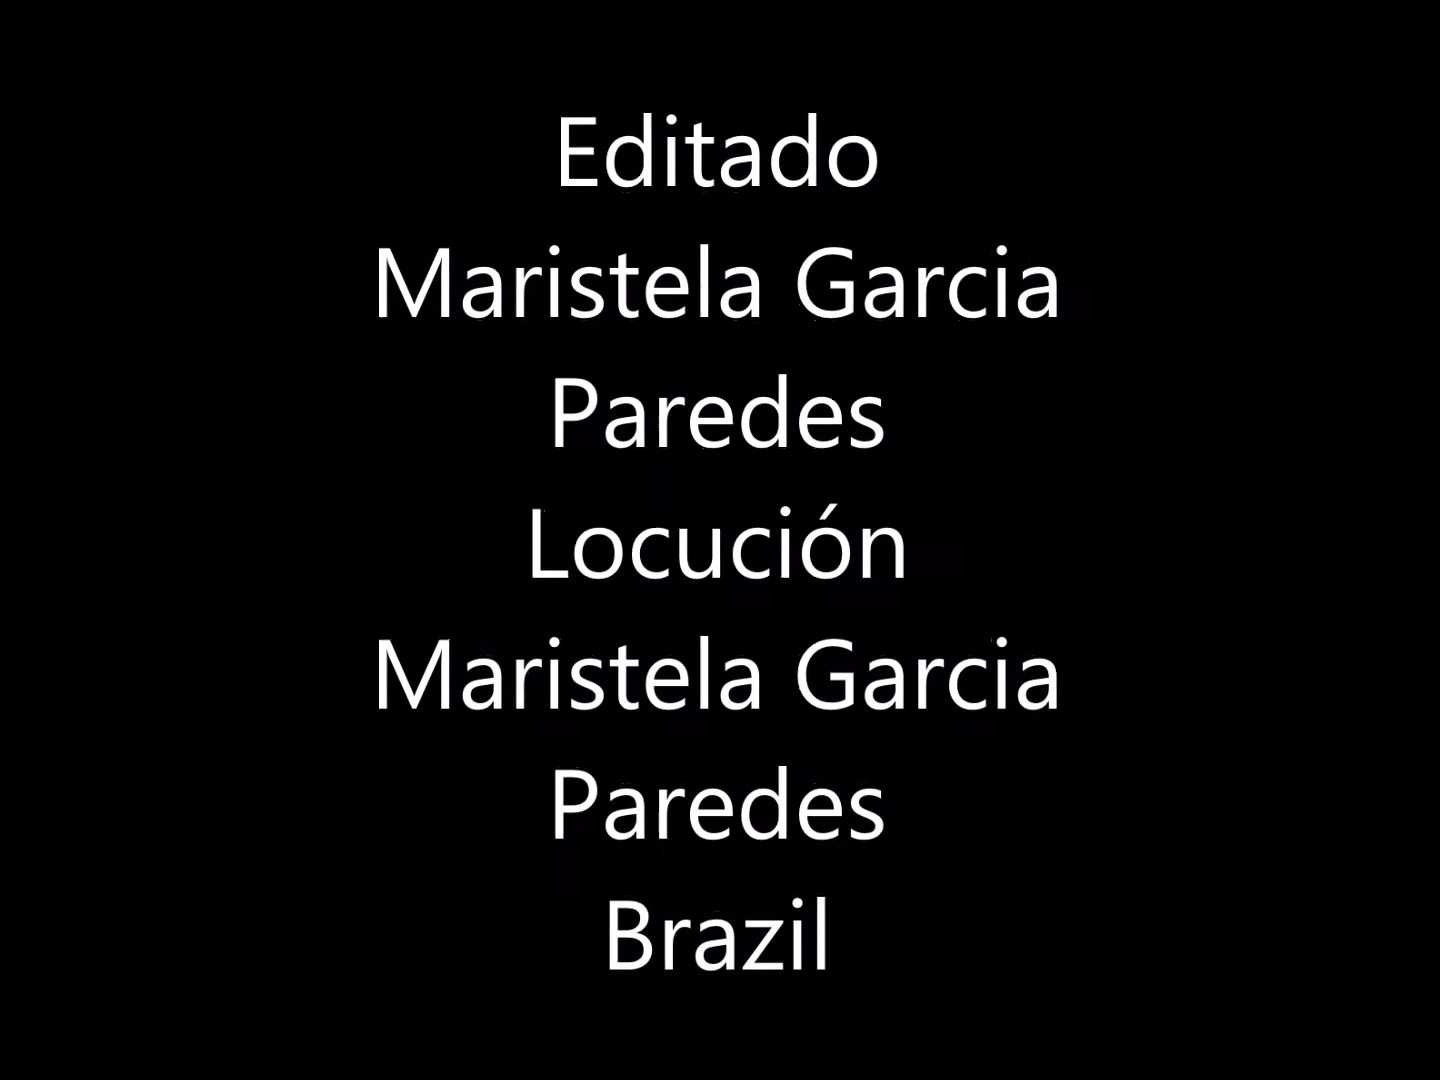 Editado
Maristela Garcia
Paredes
Locución
Maristela Garcia
Paredes
Brazil